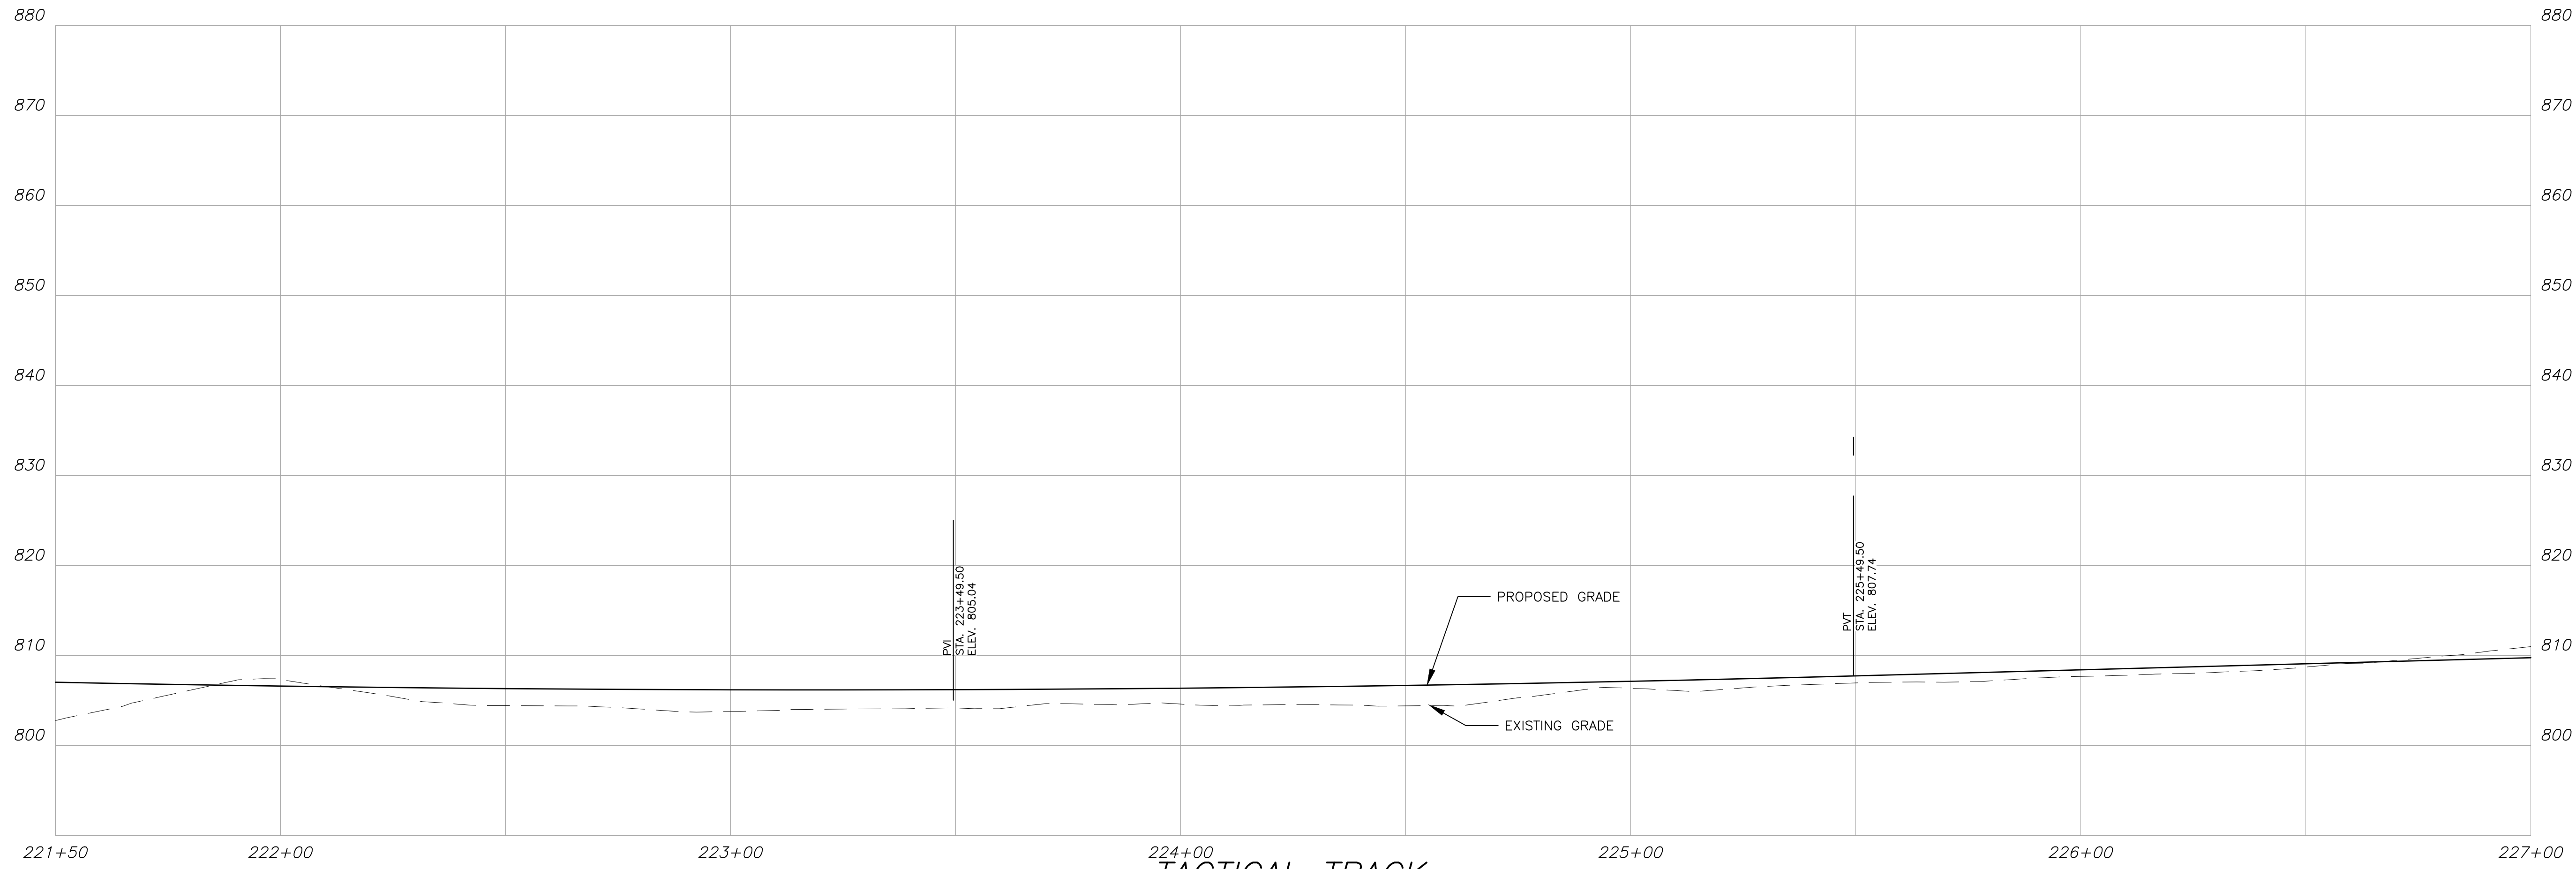 880 880
870 870
860 860
850 850
840 840
830 830
820 820
810 810
800 800
PVI
STA. 223+49.50
ELEV. 805.04
PVT
STA. 225+49.50
ELEV. 807.74
PROPOSED GRADE
EXISTING GRADE
221+50 222+00 223+00 224+00 225+00 226+00 227+00
TACTICAL TRACK